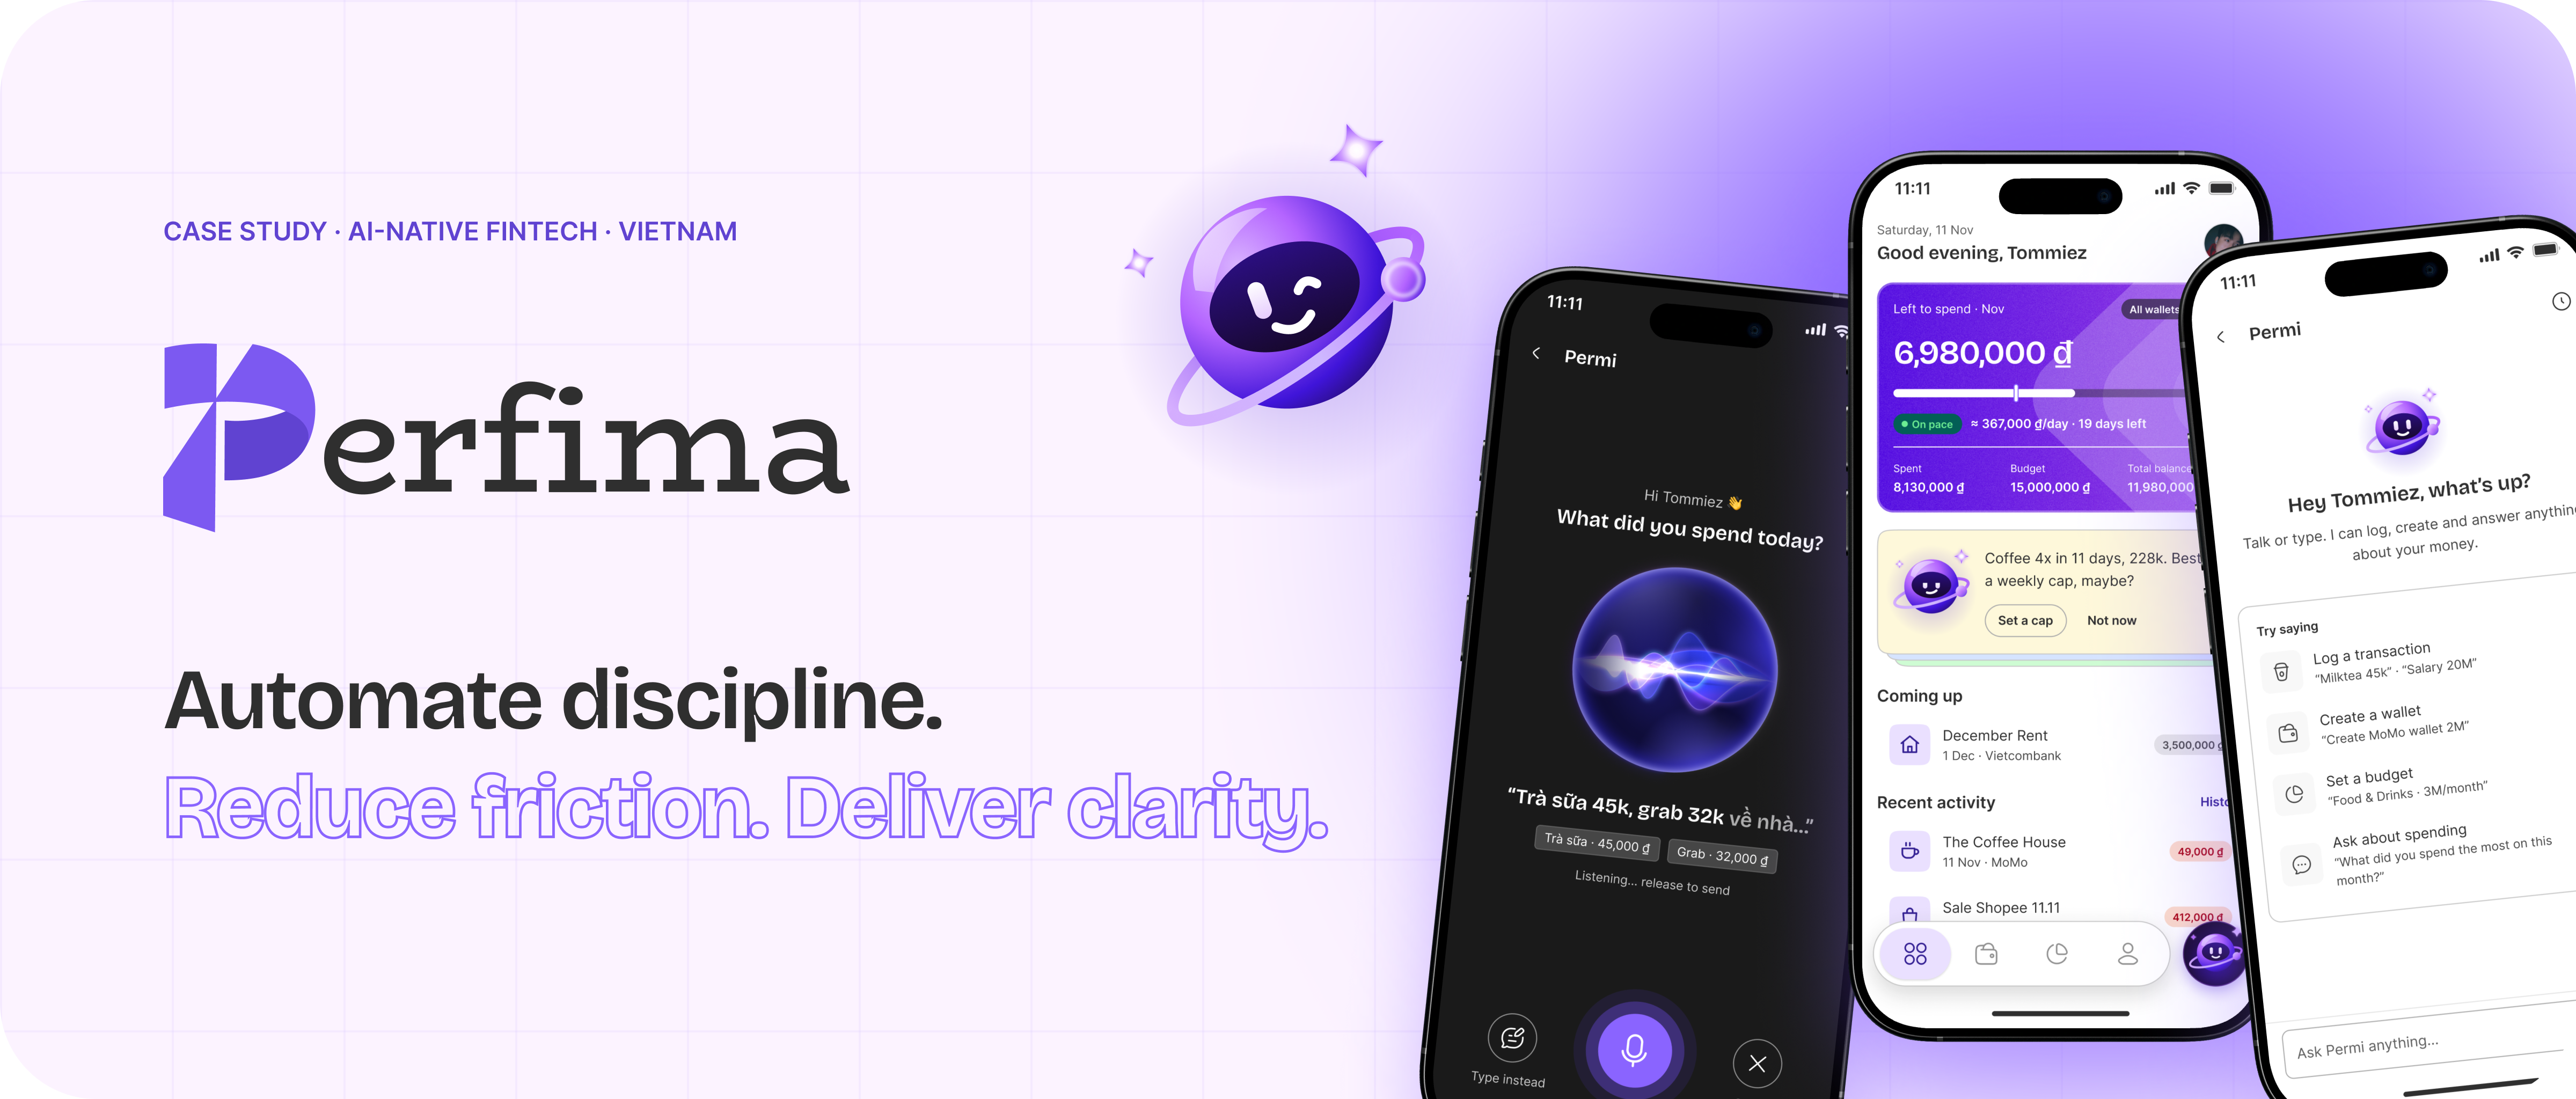 CASE STUDY · AI-NATIVE FINTECH · VIETNAM
Perfima
Automate discipline.
Reduce friction. Deliver clarity.
11:11
Permi
Hi Tommiez 👋
What did you spend today?
“Trà sữa 45k, grab 32k về nhà...”
Trà sữa · 45,000 ₫
Grab · 32,000 ₫
Listening... release to send
Type instead
11:11
Saturday, 11 Nov
Good evening, Tommiez
Left to spend · Nov
All wallets
6,980,000 ₫
On pace
≈ 367,000 ₫/day · 19 days left
Spent
Budget
Total balance
8,130,000 ₫
15,000,000 ₫
11,980,000
Coffee 4x in 11 days, 228k. Best
a weekly cap, maybe?
Set a cap
Not now
Coming up
December Rent
1 Dec · Vietcombank
3,500,000 ₫
Recent activity
The Coffee House
11 Nov · MoMo
49,000 ₫
Sale Shopee 11.11
412,000 ₫
11:11
Permi
Hey Tommiez, what's up?
Talk or type. I can log, create and answer anything
about your money.
Try saying
Log a transaction
“Milktea 45k” · “Salary 20M”
Create a wallet
“Create MoMo wallet 2M”
Set a budget
“Food & Drinks · 3M/month”
Ask about spending
“What did you spend the most on this
month?”
Ask Permi anything...